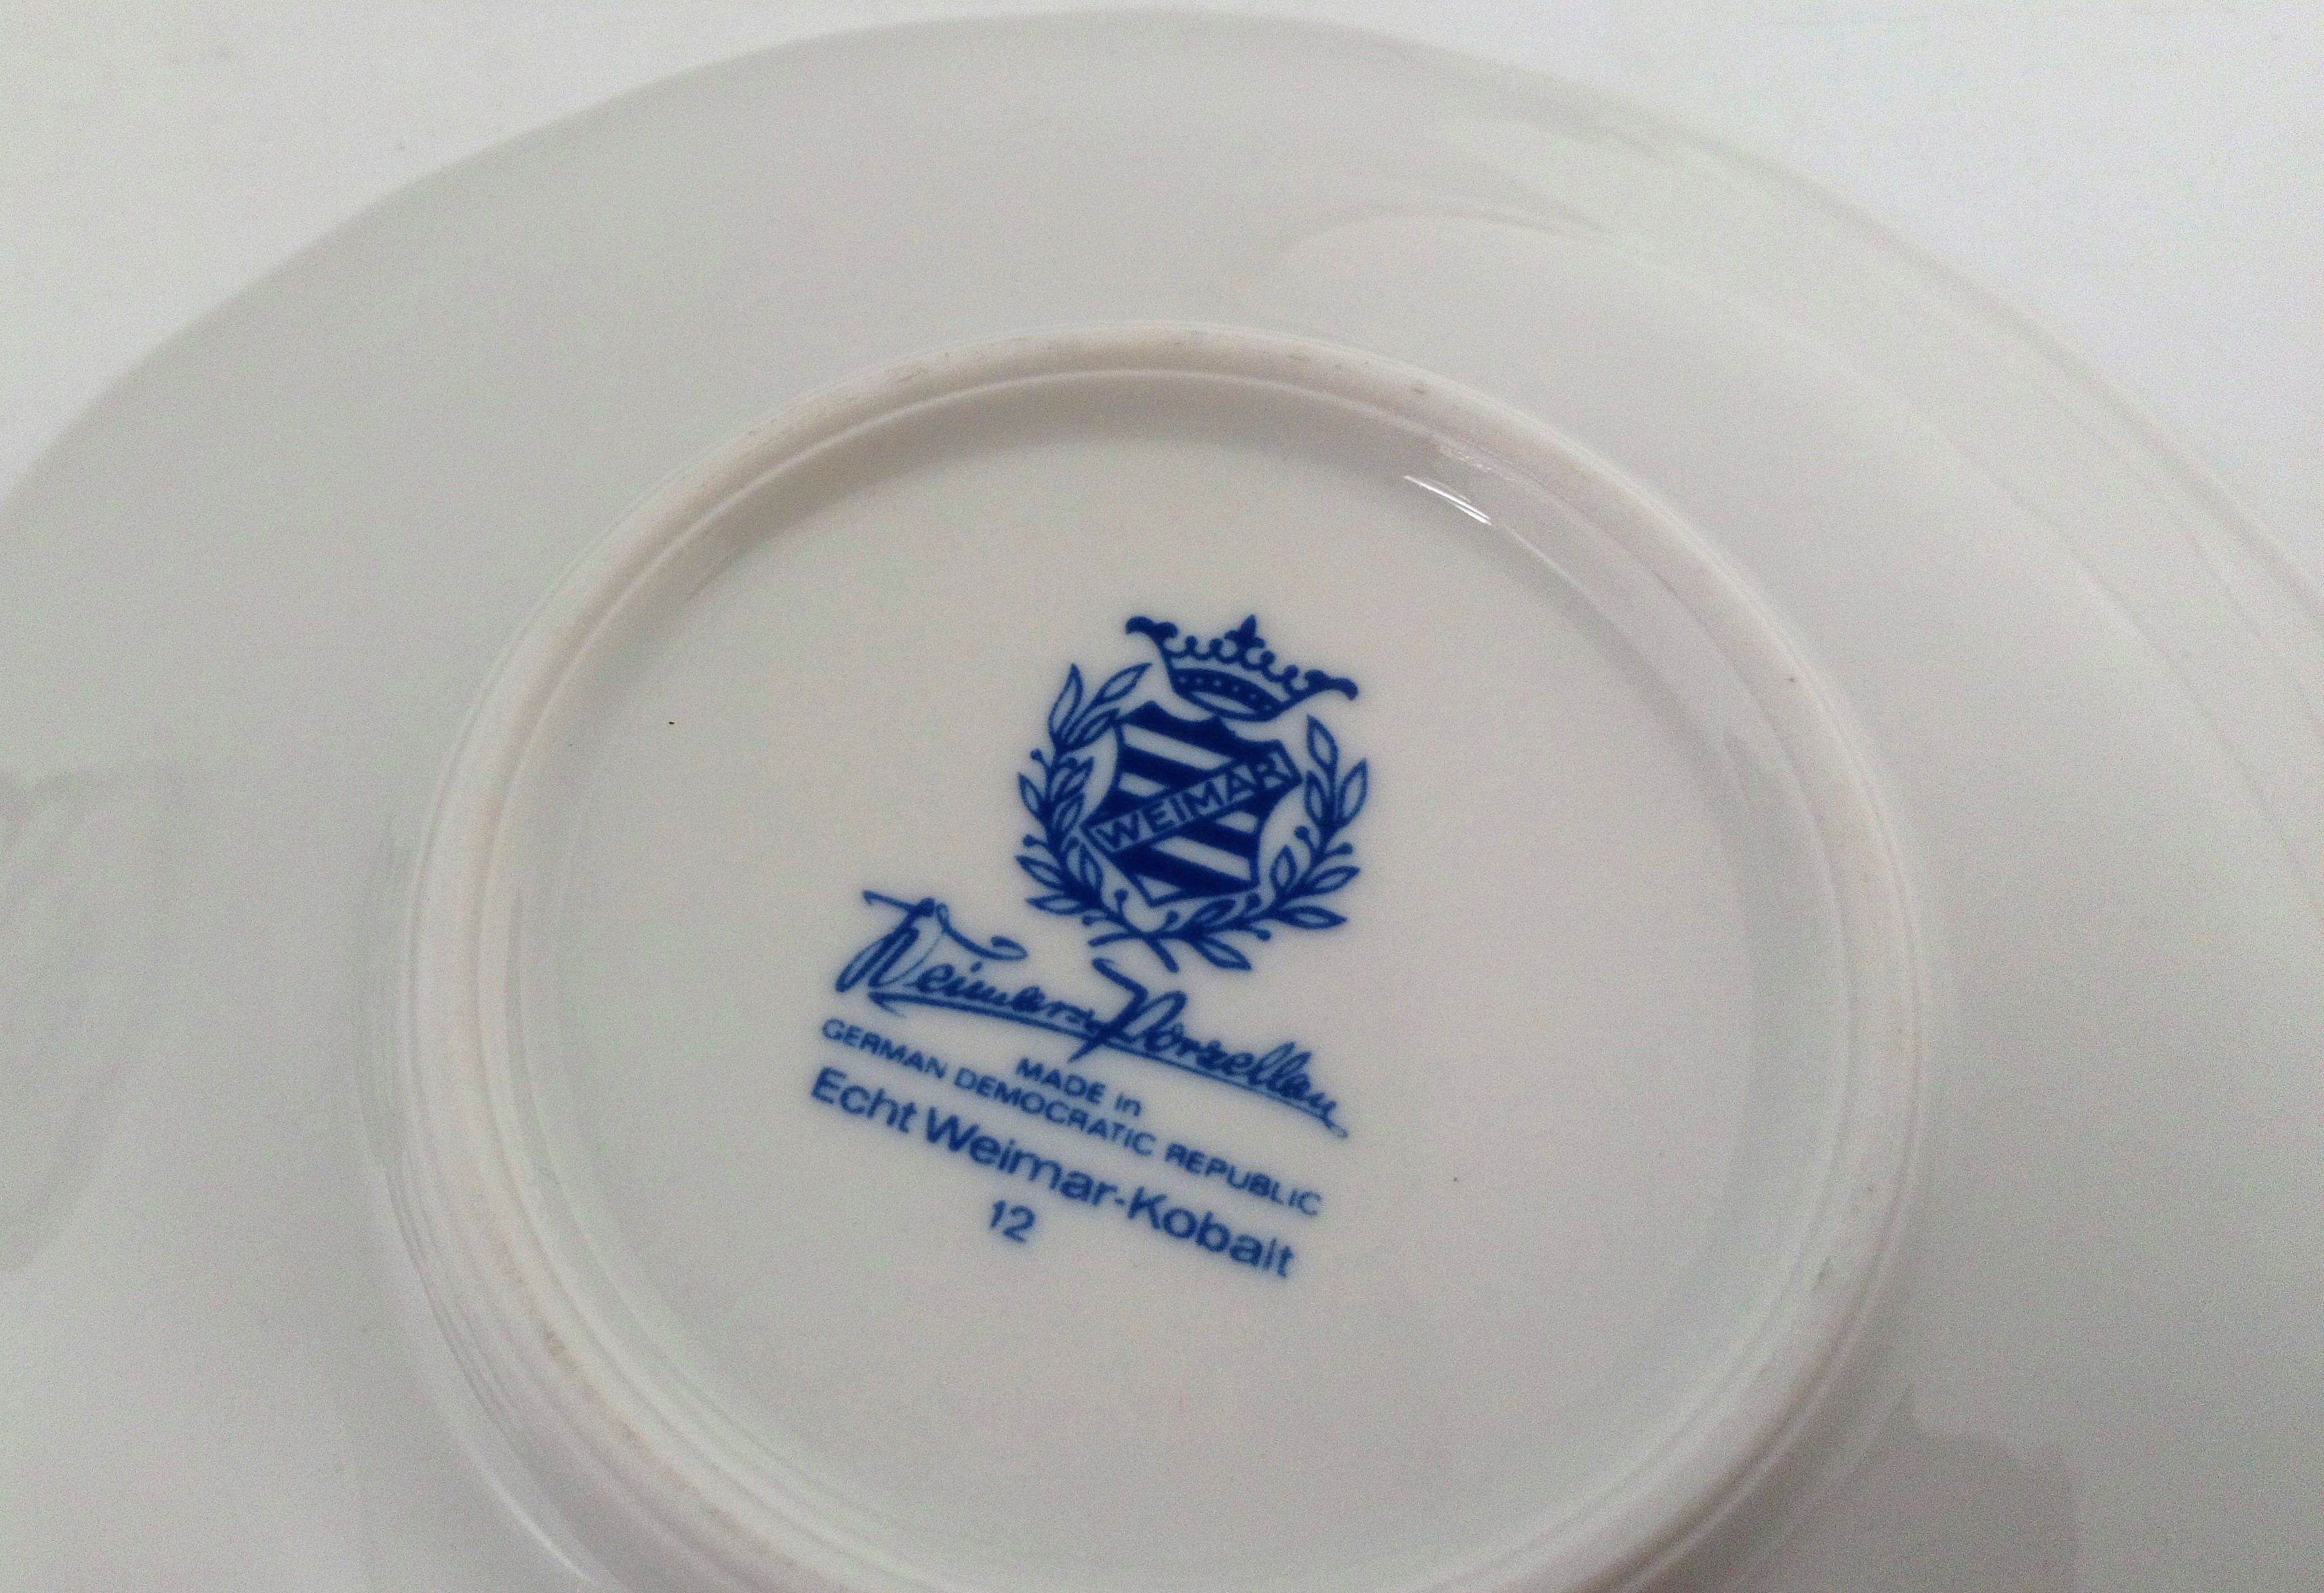 WEIMAR
Weimar-Porzellan
MADE in
GERMAN DEMOCRATIC REPUBLIC
Echt Weimar-Kobalt
12